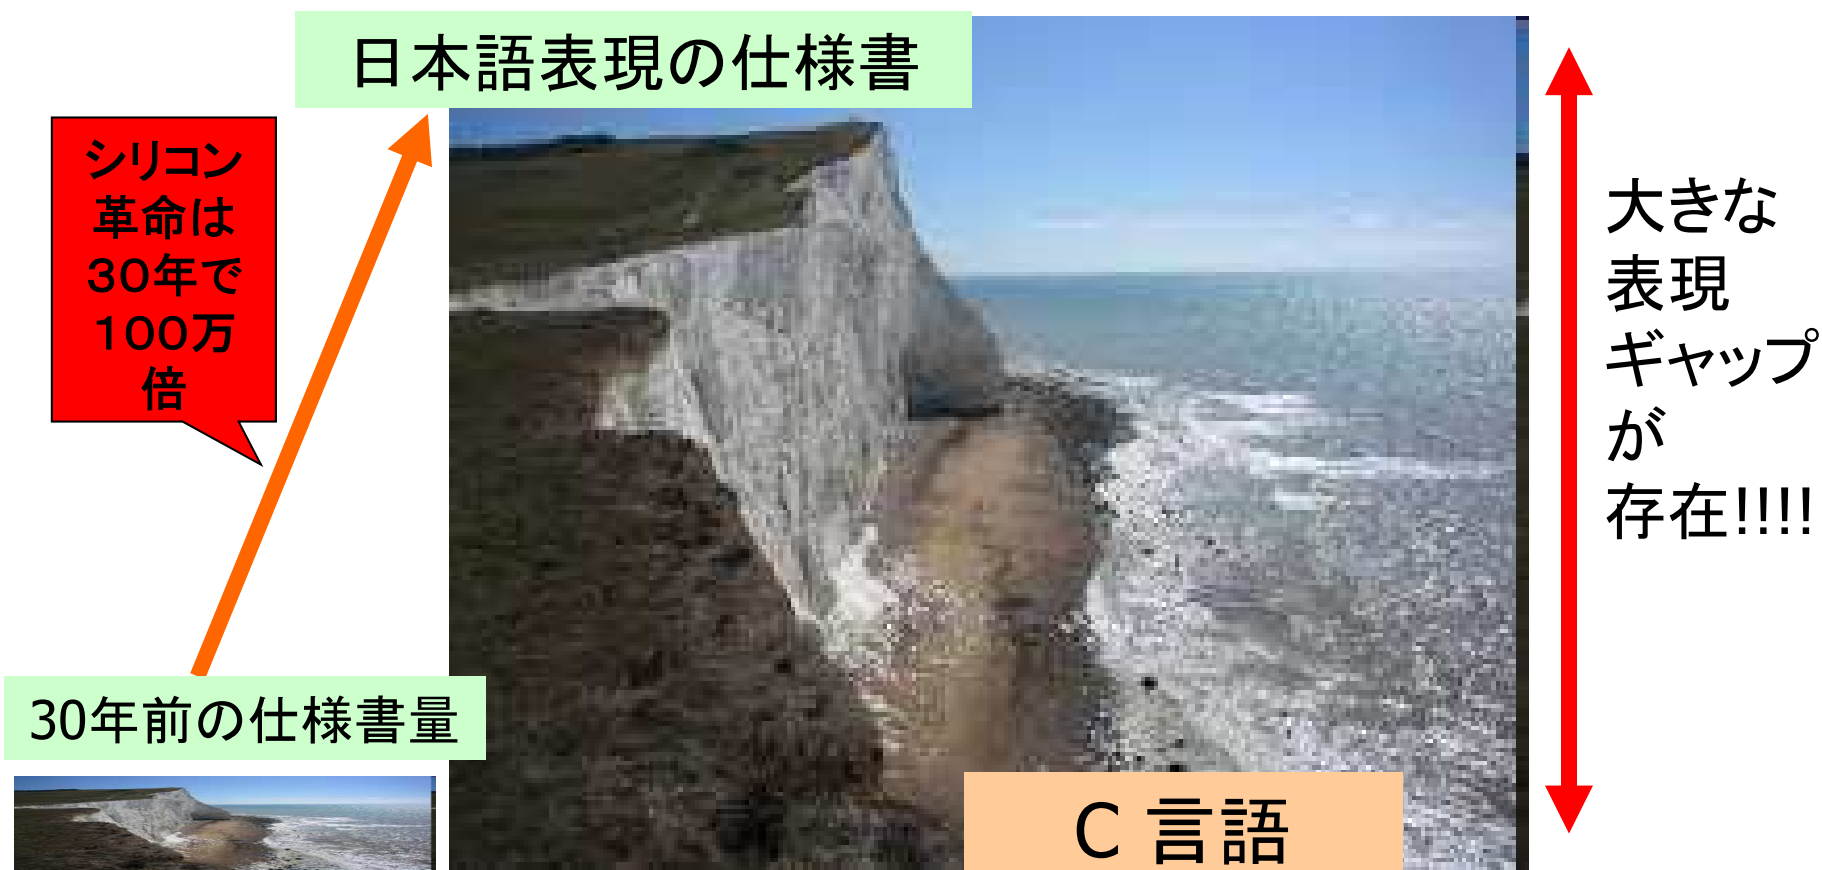 日本語表現の仕様書
シリコン
革命は
３０年で
１００万
倍
大きな
表現
ギャップ
が
存在!!!!
30年前の仕様書量
C 言語